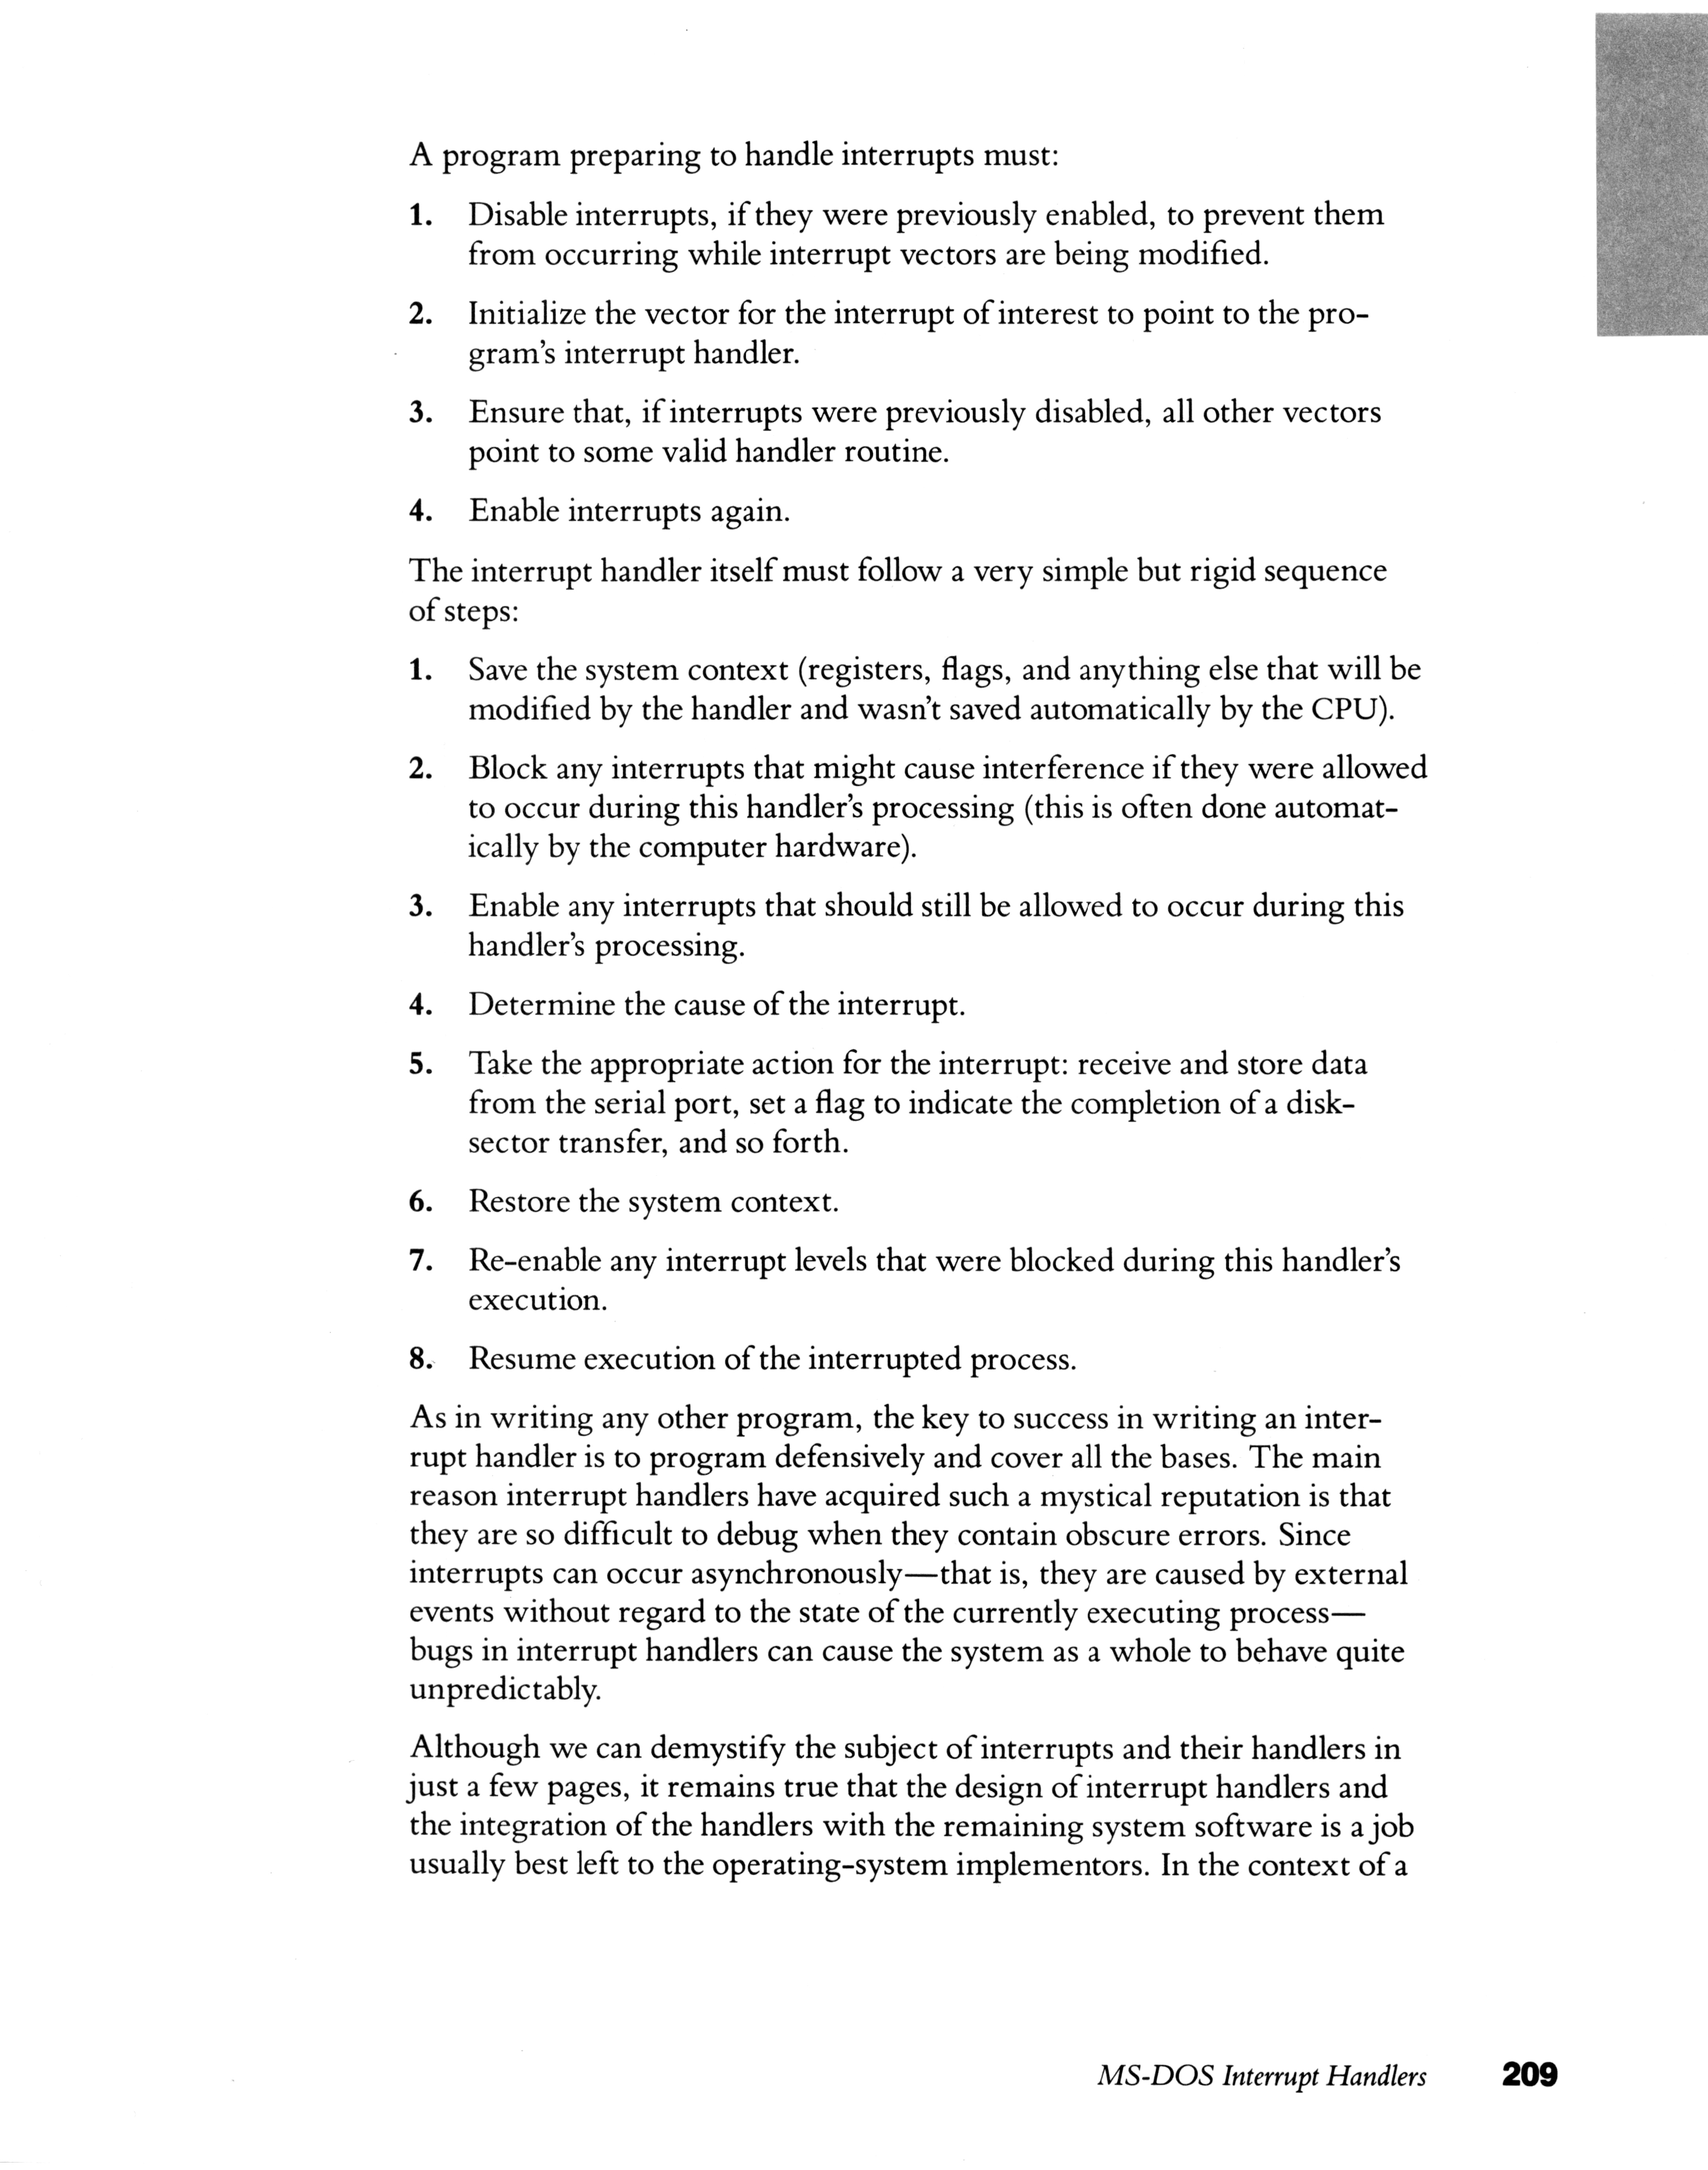 A program preparing to handle interrupts must:
1. Disable interrupts, if they were previously enabled, to prevent them
from occurring while interrupt vectors are being modified.
2. Initialize the vector for the interrupt of interest to point to the pro-
gram's interrupt handler.
3. Ensure that, if interrupts were previously disabled, all other vectors
point to some valid handler routine.
4. Enable interrupts again.
The interrupt handler itself must follow a very simple but rigid sequence
of steps:
1. Save the system context (registers, flags, and anything else that will be
modified by the handler and wasn't saved automatically by the CPU).
2. Block any interrupts that might cause interference if they were allowed
to occur during this handler's processing (this is often done automat-
ically by the computer hardware).
3. Enable any interrupts that should still be allowed to occur during this
handler's processing.
4. Determine the cause of the interrupt.
5. Take the appropriate action for the interrupt: receive and store data
from the serial port, set a flag to indicate the completion of a disk-
sector transfer, and so forth.
6. Restore the system context.
7. Re-enable any interrupt levels that were blocked during this handler's
execution.
8. Resume execution of the interrupted process.
As in writing any other program, the key to success in writing an inter-
rupt handler is to program defensively and cover all the bases. The main
reason interrupt handlers have acquired such a mystical reputation is that
they are so difficult to debug when they contain obscure errors. Since
interrupts can occur asynchronously—that is, they are caused by external
events without regard to the state of the currently executing process—
bugs in interrupt handlers can cause the system as a whole to behave quite
unpredictably.
Although we can demystify the subject of interrupts and their handlers in
just a few pages, it remains true that the design of interrupt handlers and
the integration of the handlers with the remaining system software is a job
usually best left to the operating-system implementors. In the context of a
MS-DOS Interrupt Handlers 209